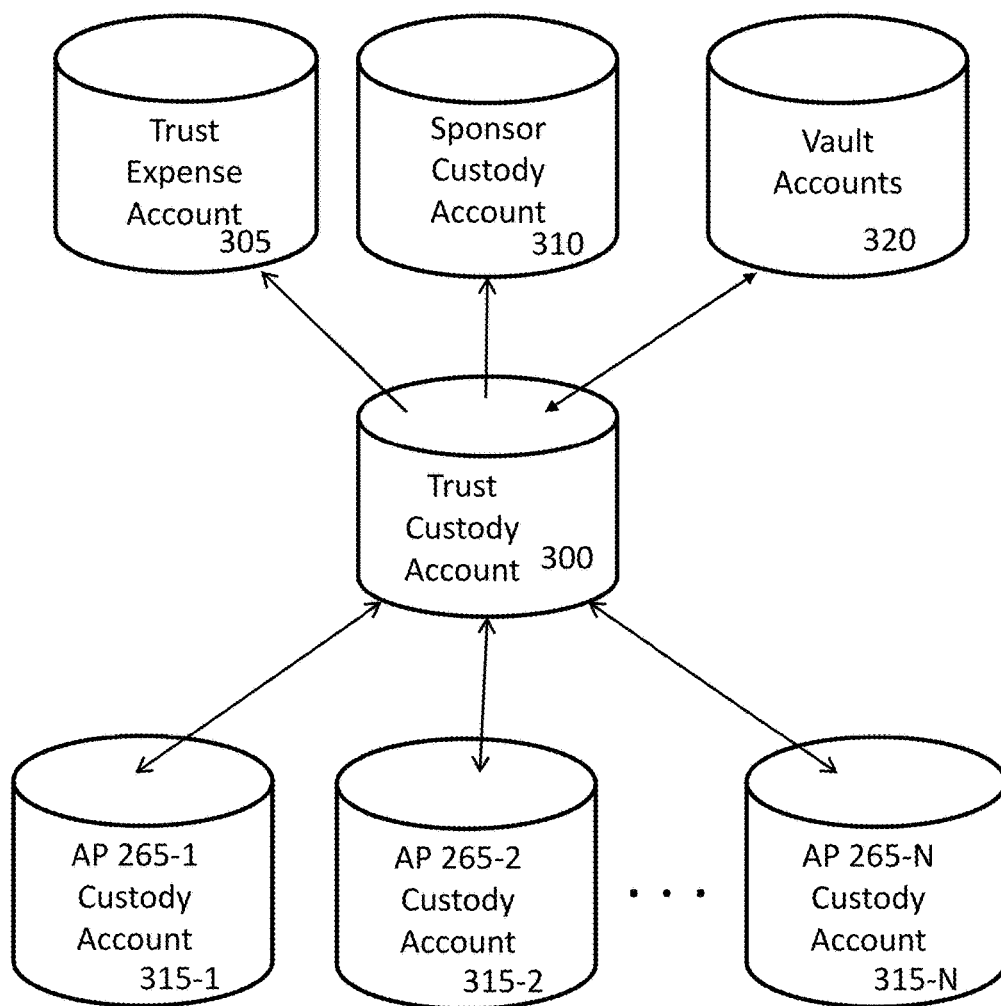 Trust
Expense
Account
305
Sponsor
Custody
Account
310
Vault
Accounts
320
Trust
Custody
Account 300
AP 265-1
Custody
Account
315-1
AP 265-2
Custody
Account
315-2
. . .
AP 265-N
Custody
Account
315-N